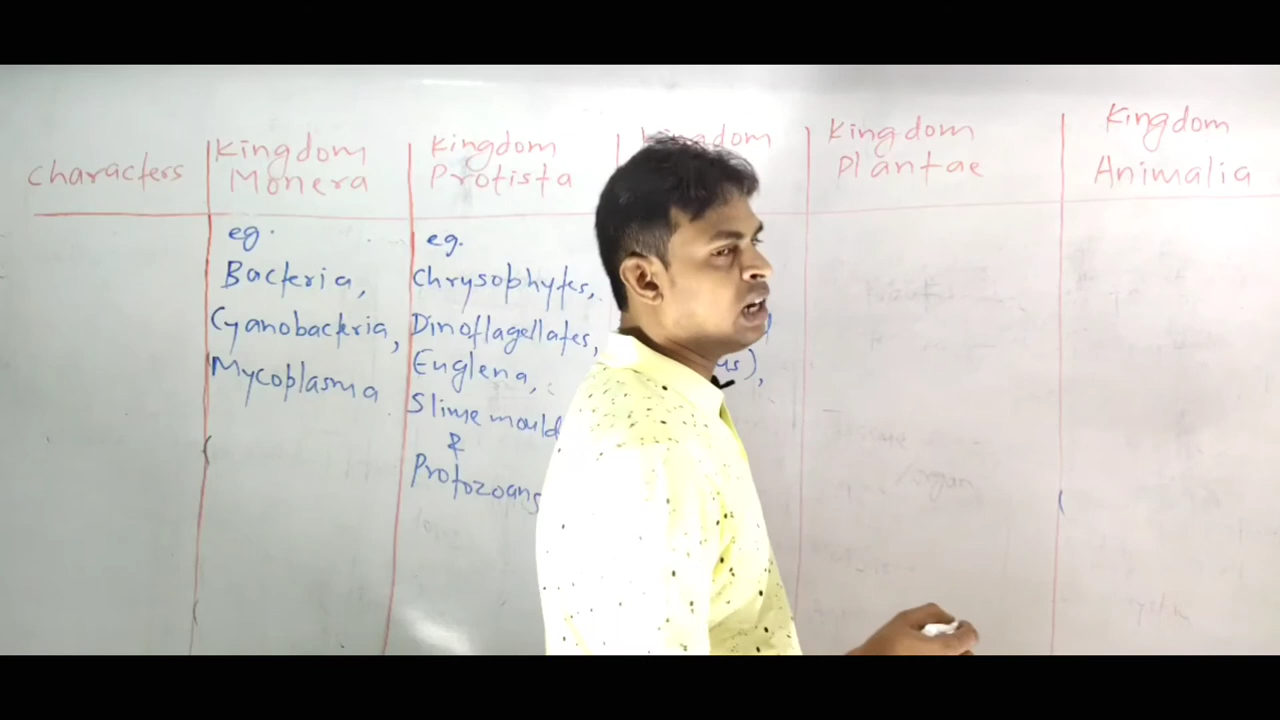 Characters
Kingdom
Monera
Kingdom
Protista
Kingdom
Kingdom
Plantae
Kingdom
Animalia
eg.
Bacteria,
Cyanobacteria,
Mycoplasma
eg.
Chrysophytes,
Dinoflagellates,
Euglena,
Slime mould
&
Protozoans